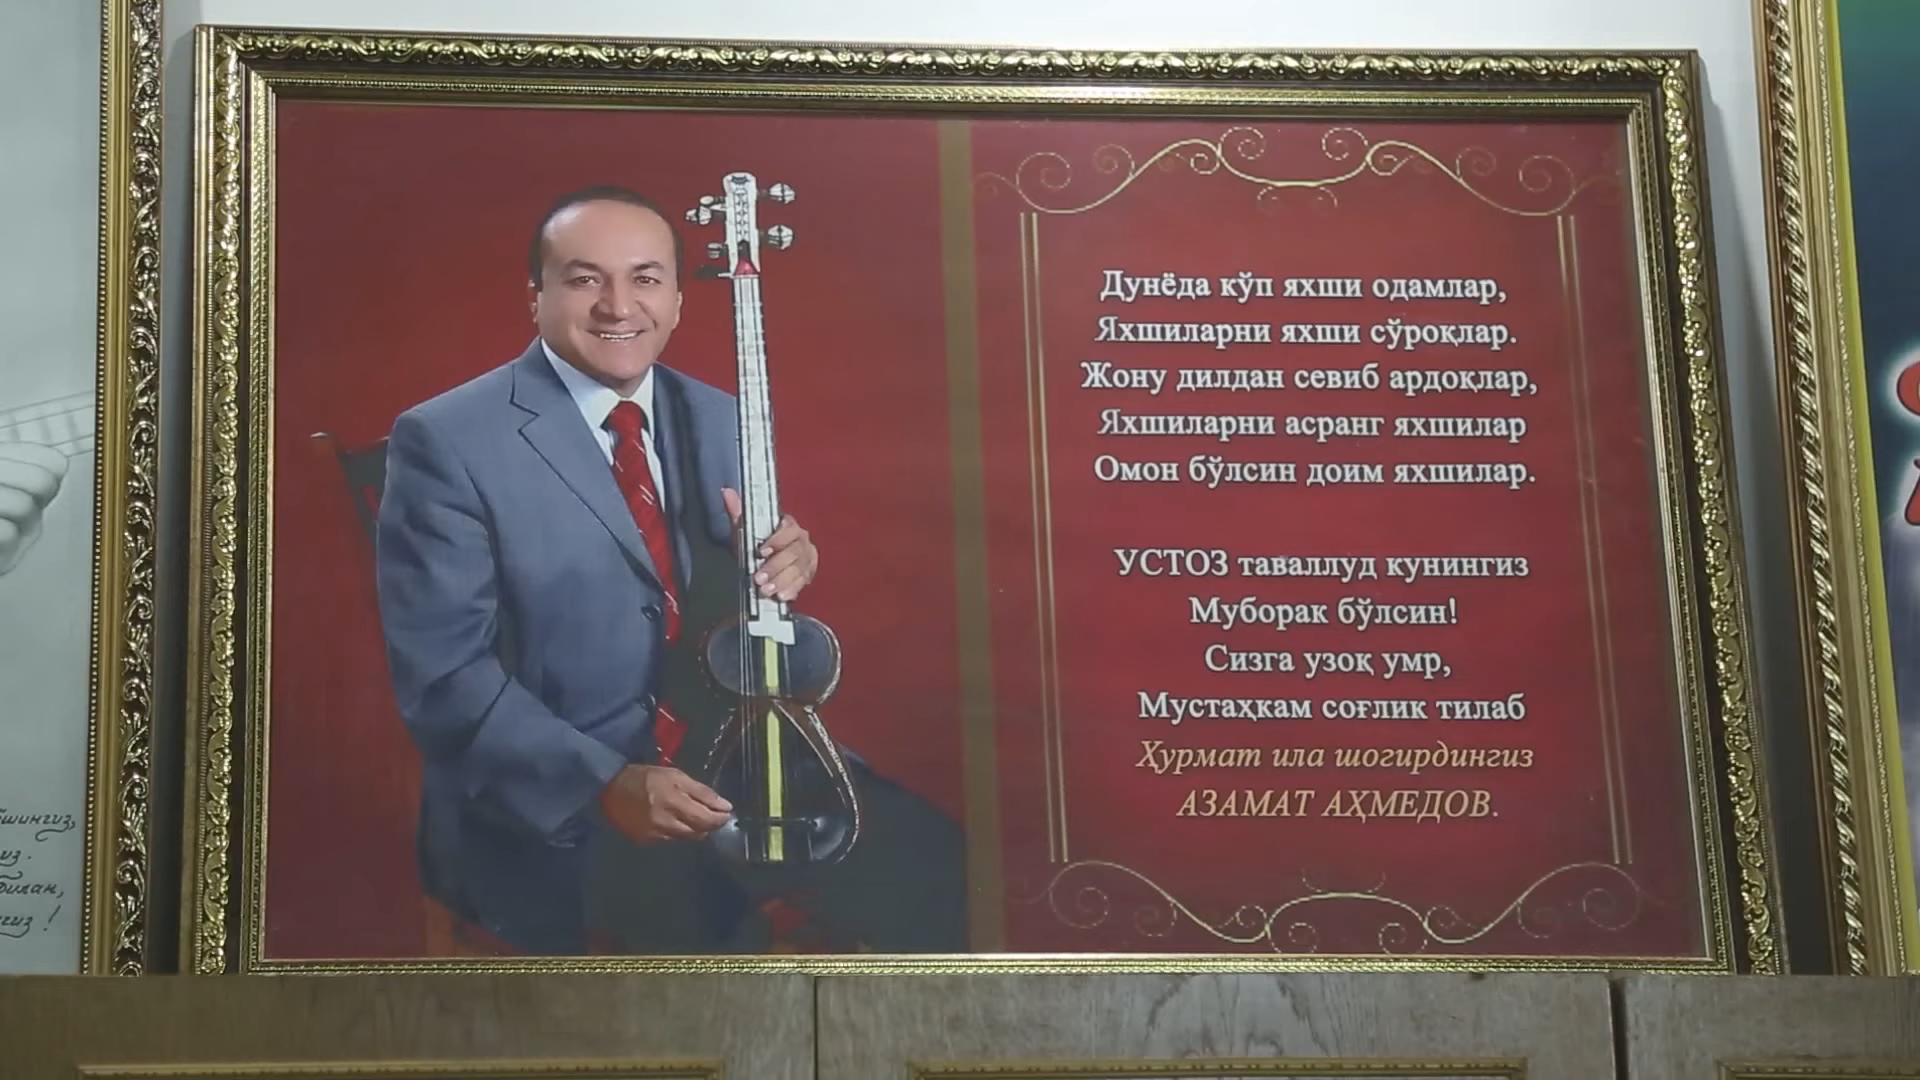 Дунёда кўп яхши одамлар,
Яхшиларни яхши сўроқлар.
Жону дилдан севиб ардоқлар,
Яхшиларни асранг яхшилар
Омон бўлсин доим яхшилар.
УСТОЗ таваллуд кунингиз
Муборак бўлсин!
Сизга узоқ умр,
Мустаҳкам соғлик тилаб
Ҳурмат ила шогирдингиз
АЗАМАТ АҲМЕДОВ.